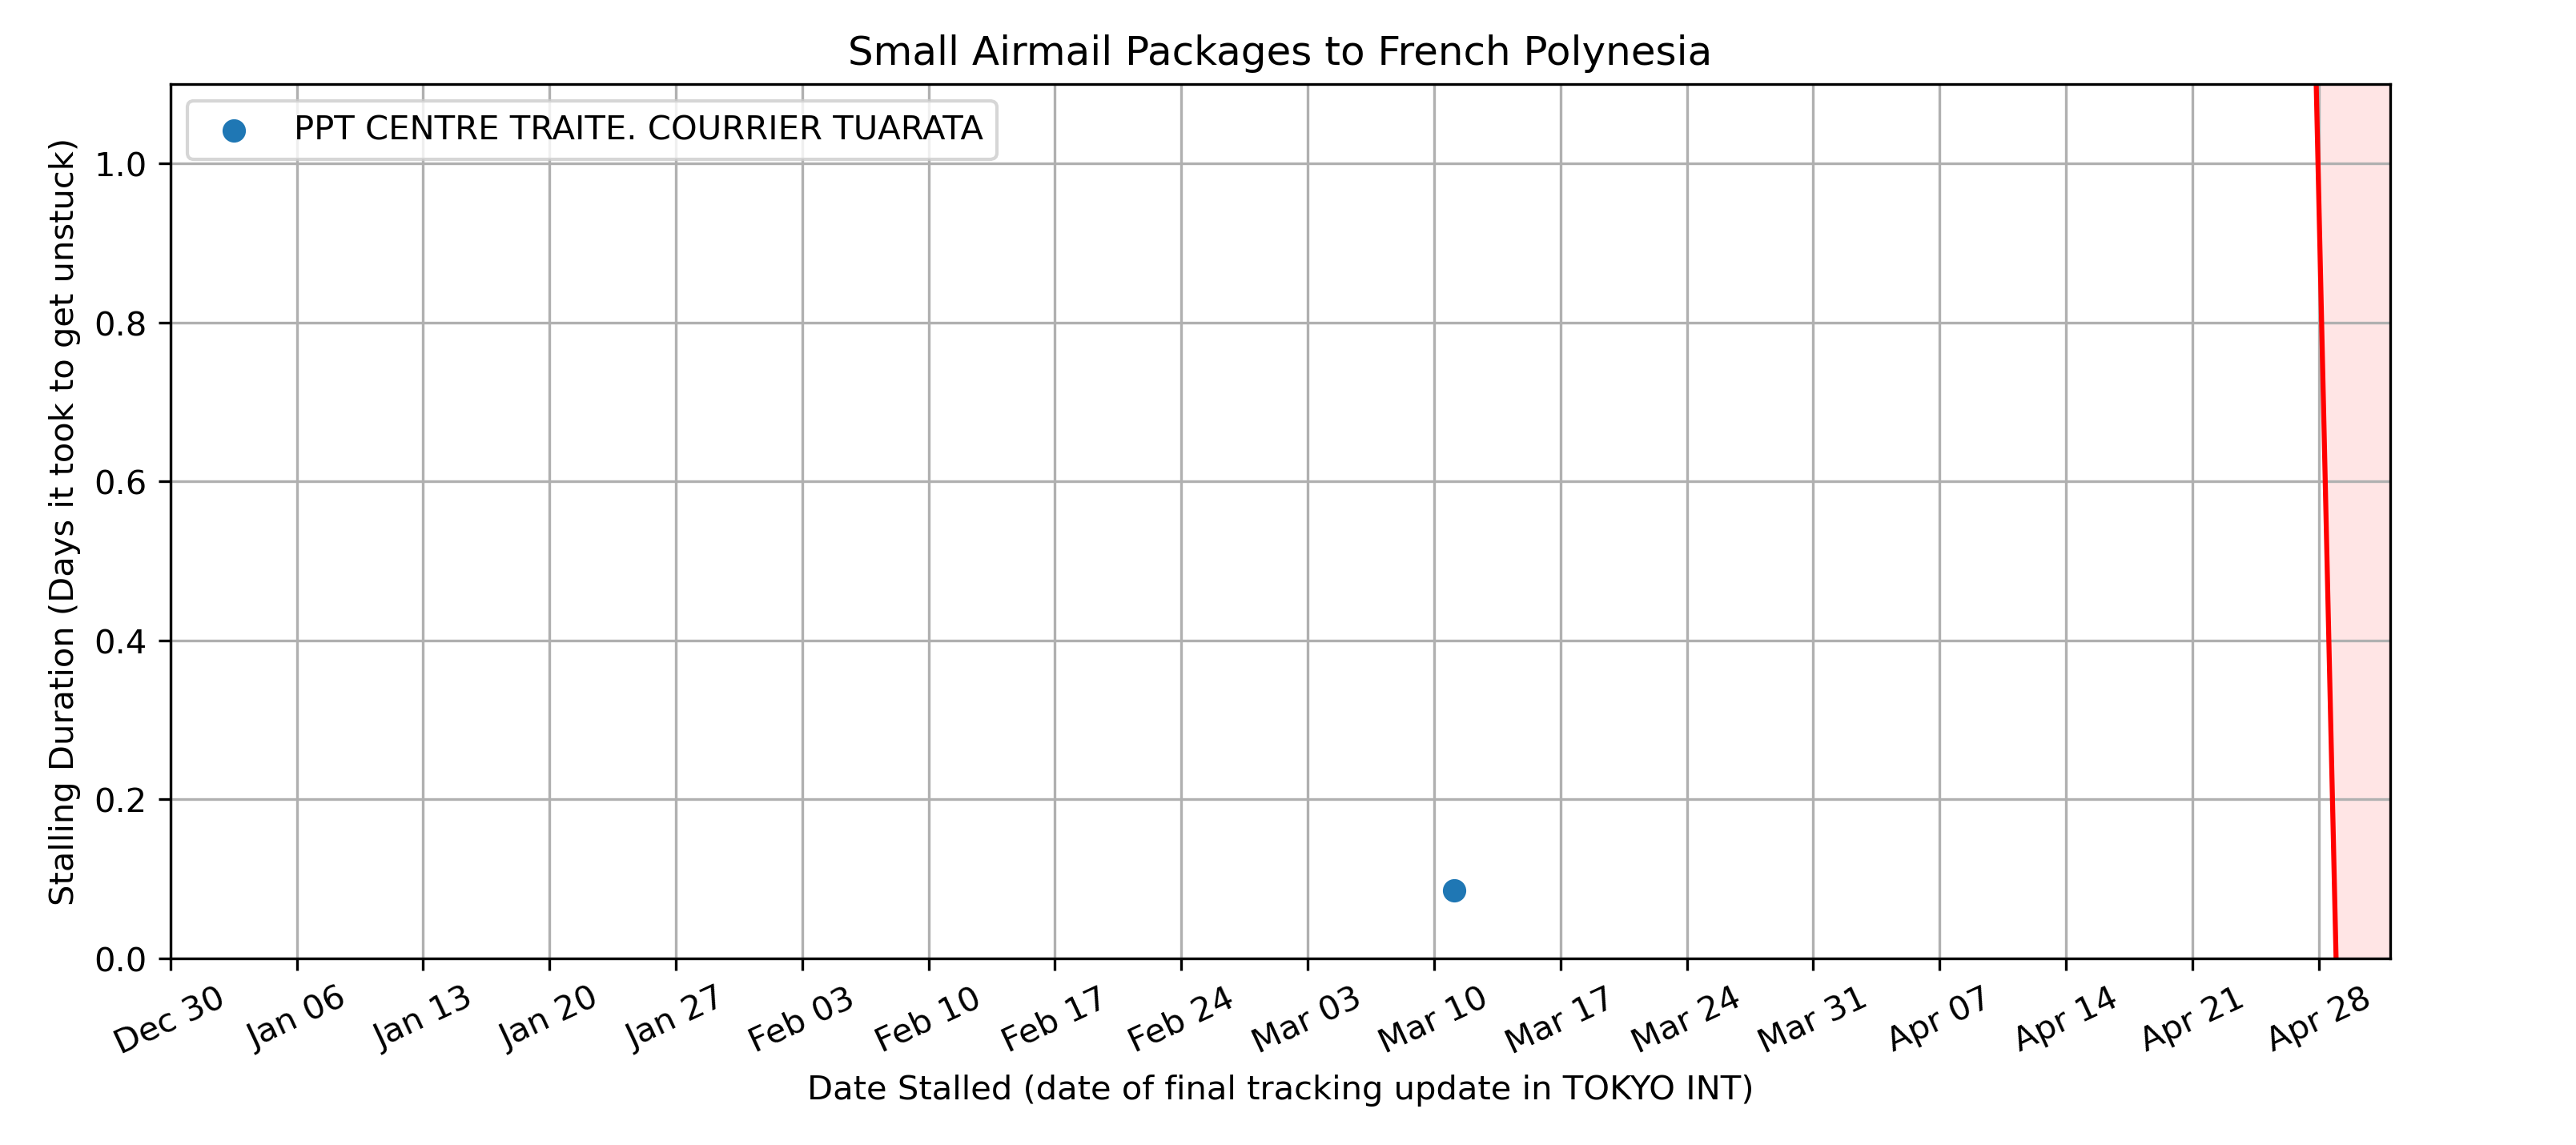 Small Airmail Packages to French Polynesia
PPT CENTRE TRAITE. COURRIER TUARATA
Stalling Duration (Days it took to get unstuck)
1.0
0.8
0.6
0.4
0.2
0.0
Dec 30 Jan 06 Jan 13 Jan 20 Jan 27 Feb 03 Feb 10 Feb 17 Feb 24 Mar 03 Mar 10 Mar 17 Mar 24 Mar 31 Apr 07 Apr 14 Apr 21 Apr 28
Date Stalled (date of final tracking update in TOKYO INT)